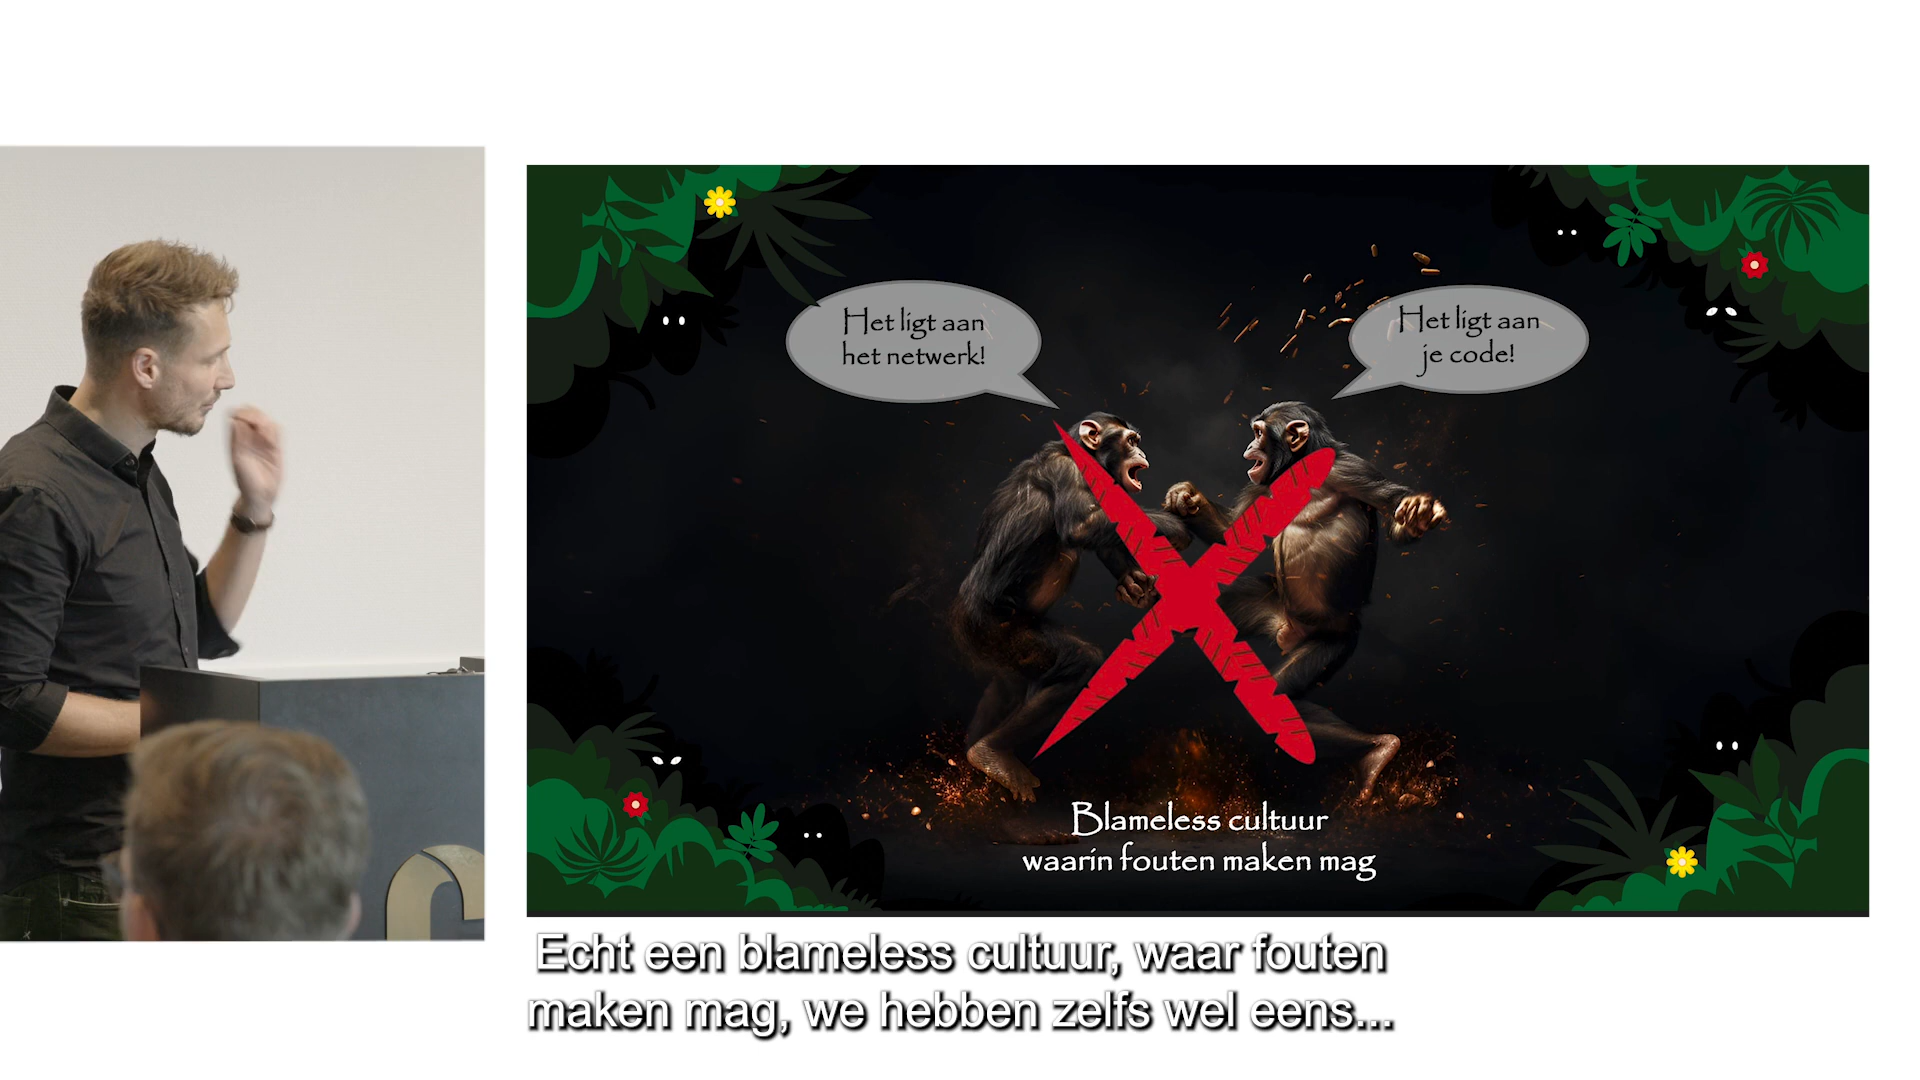 Het ligt aan
het netwerk!
Het ligt aan
je code!
Blameless cultuur
waarin fouten maken mag
Echt een blameless cultuur, waar fouten
maken mag, we hebben zelfs wel eens...